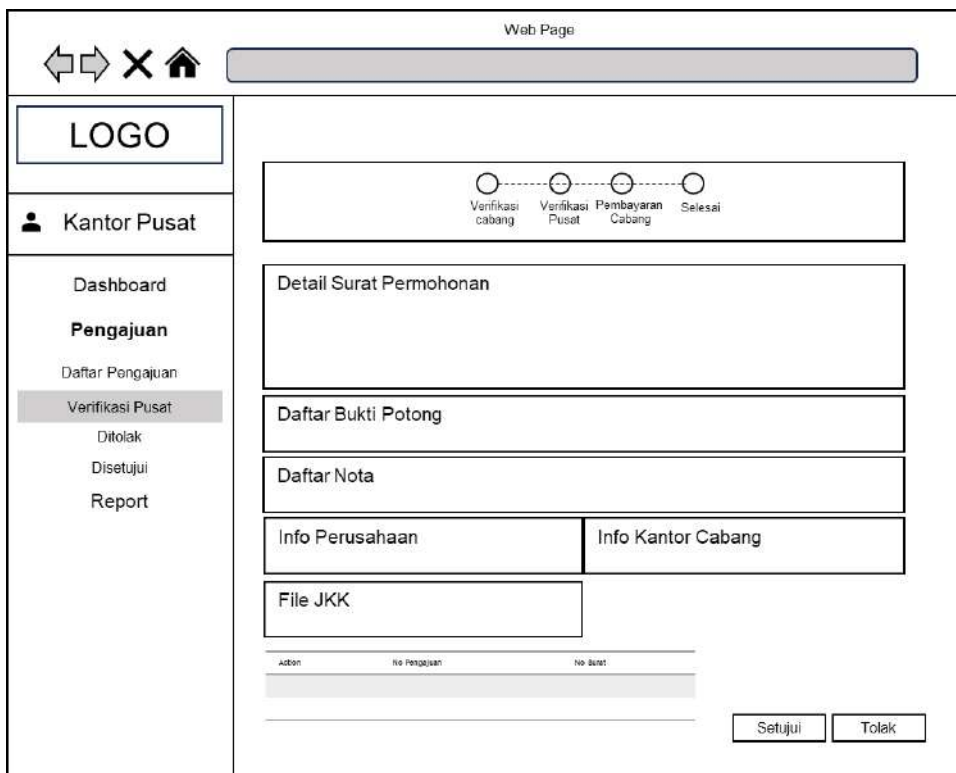 Web Page
LOGO
Kantor Pusat
Dashboard
Pengajuan
Daftar Pengajuan
Verifikasi Pusat
Ditolak
Disetujui
Report
Verifikasi cabang
Verifikasi Pusat
Pembayaran Cabang
Selesai
Detail Surat Permohonan
Daftar Bukti Potong
Daftar Nota
Info Perusahaan
Info Kantor Cabang
File JKK
Action No Pengajuan No Surat
Setujui
Tolak